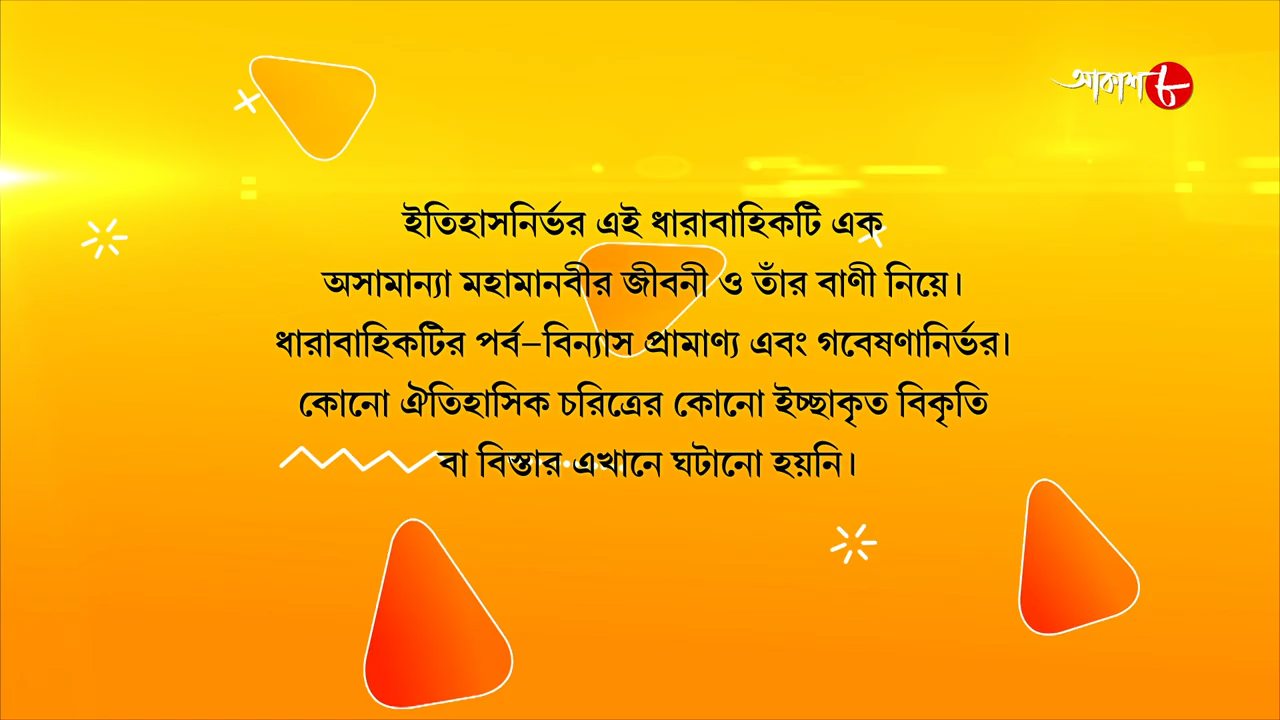 আকাশ ৮
ইতিহাসনির্ভর এই ধারাবাহিকটি এক
অসামান্যা মহামানবীর জীবনী ও তাঁর বাণী নিয়ে।
ধারাবাহিকটির পর্ব–বিন্যাস প্রামাণ্য এবং গবেষণানির্ভর।
কোনো ঐতিহাসিক চরিত্রের কোনো ইচ্ছাকৃত বিকৃতি
বা বিস্তার এখানে ঘটানো হয়নি।